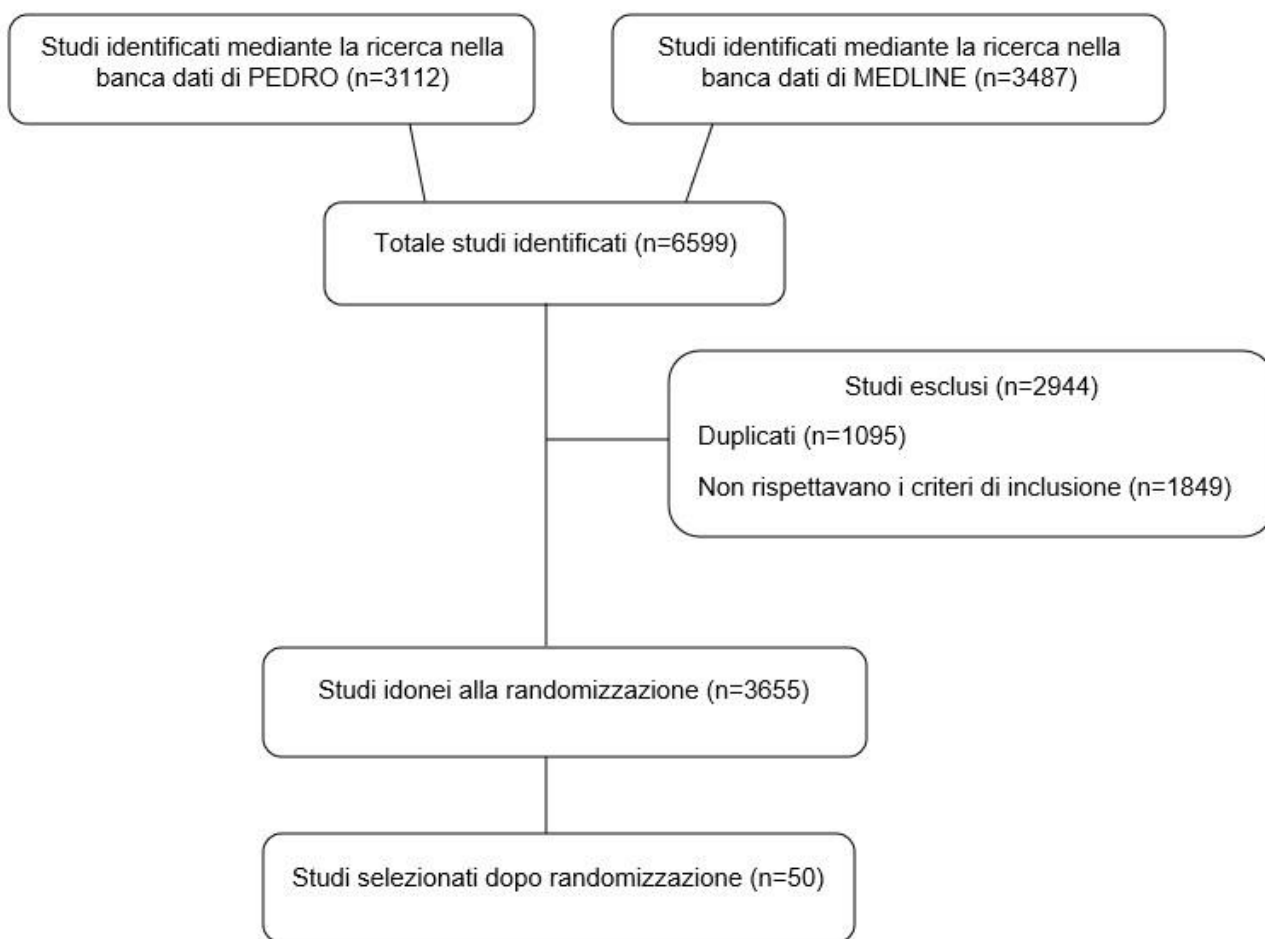 Studi identificati mediante la ricerca nella
banca dati di PEDRO (n=3112)
Studi identificati mediante la ricerca nella
banca dati di MEDLINE (n=3487)
Totale studi identificati (n=6599)
Studi esclusi (n=2944)
Duplicati (n=1095)
Non rispettavano i criteri di inclusione (n=1849)
Studi idonei alla randomizzazione (n=3655)
Studi selezionati dopo randomizzazione (n=50)